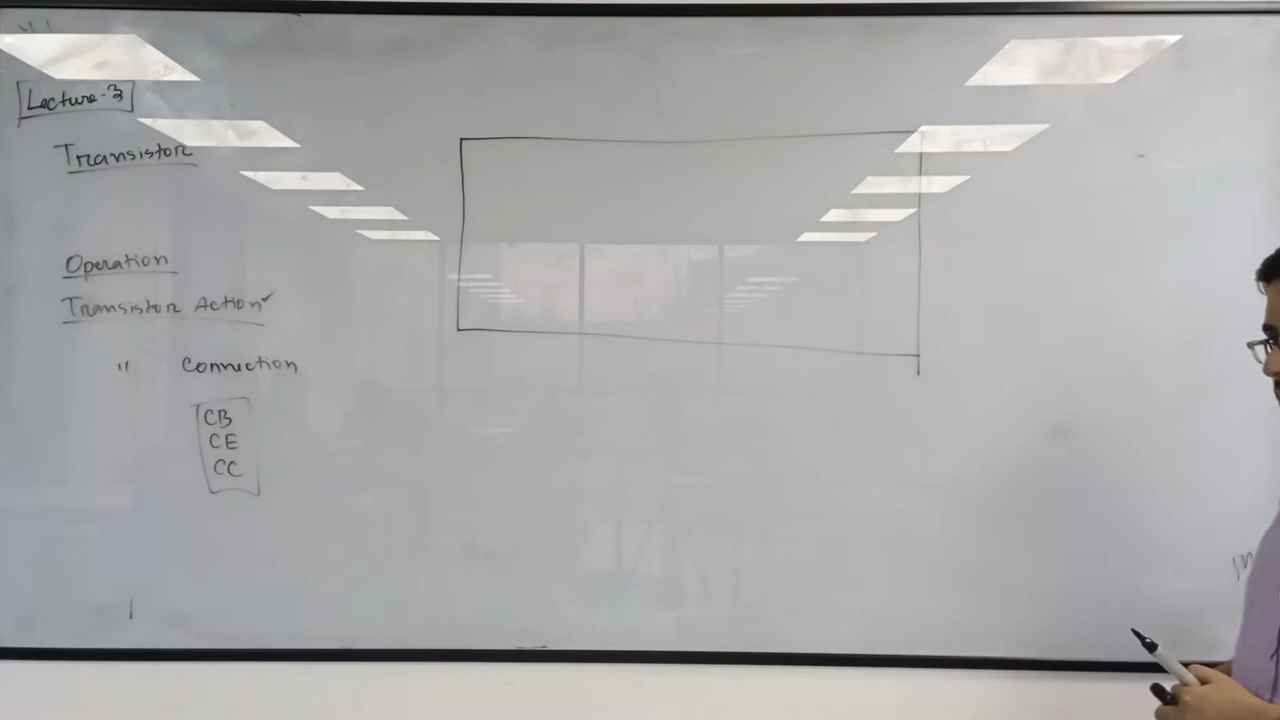 Lecture-3
Transistor
Operation
Transistor Action
" Connection
CB
CE
CC